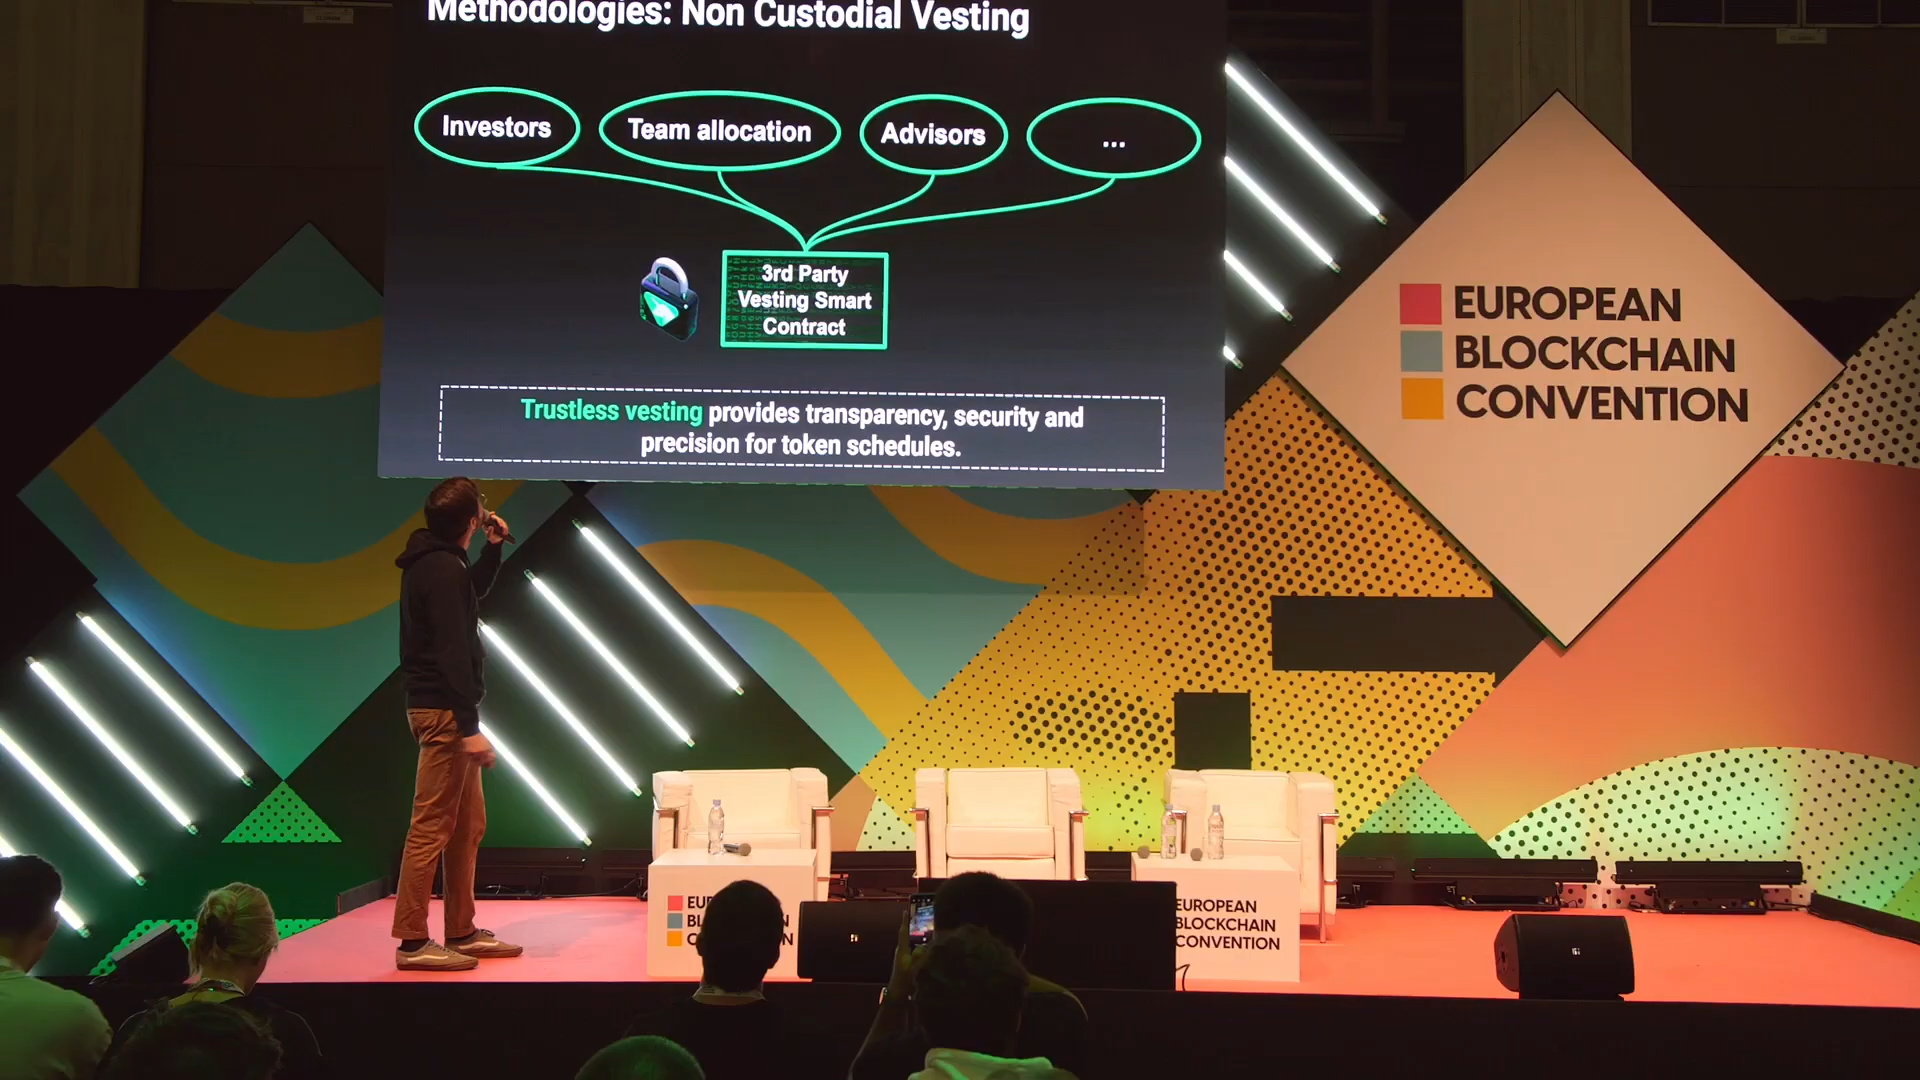 Methodologies: Non Custodial Vesting
Investors
Team allocation
Advisors
...
3rd Party
Vesting Smart
Contract
Trustless vesting provides transparency, security and
precision for token schedules.
EUROPEAN
BLOCKCHAIN
CONVENTION
EUROPEAN
BLOCKCHAIN
CONVENTION